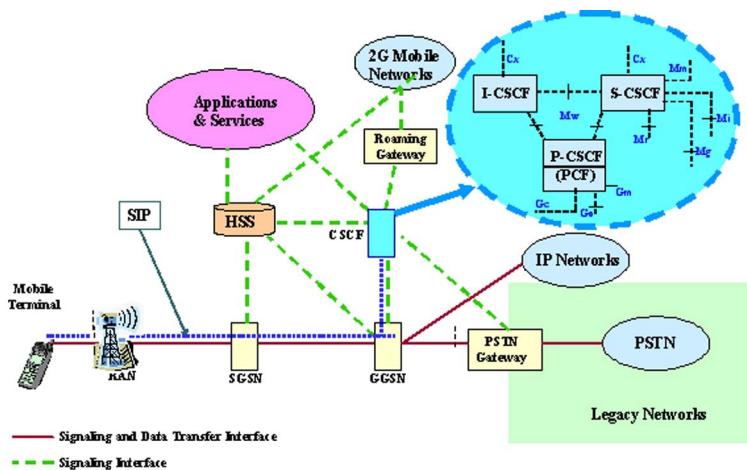 2G Mobile
Networks
Applications
& Services
Roaming
Gateway
Cx
Cx
Mm
I-CSCF
S-CSCF
Mw
Mi
Mr
Mg
P-CSCF
(PCF)
Gm
Gc
Go
SIP
HSS
CSCF
IP Networks
Mobile
Terminal
RAN
SGSN
GGSN
PSTN
Gateway
PSTN
Legacy Networks
Signaling and Data Transfer Interface
Signaling Interface